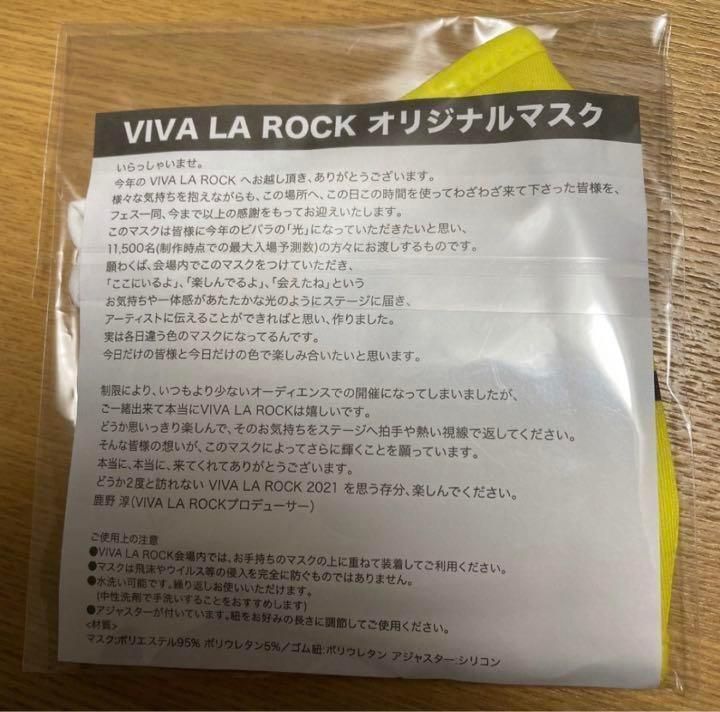 VIVA LA ROCK オリジナルマスク
いらっしゃいませ。
今年の VIVA LA ROCK へお越し頂き、ありがとうございます。
様々な気持ちを抱えながらも、この場所へ、この日この時間を使ってわざわざ来て下さった皆様を、
フェス一同、今まで以上の感謝をもってお迎えいたします。
このマスクは皆様に今年のビバラの「光」になっていただきたいと思い、
11,500名(制作時点での最大入場予測数)の方々にお渡しするものです。
願わくば、会場内でこのマスクをつけていただき、
「ここにいるよ」、「楽しんでるよ」、「会えたね」という
お気持ちや一体感があたたかな光のようにステージに届き、
アーティストに伝えることができればと思い、作りました。
実は各日違う色のマスクになってるんです。
今日だけの皆様と今日だけの色で楽しみ合いたいと思います。
制限により、いつもより少ないオーディエンスでの開催になってしまいましたが、
ご一緒出来て本当にVIVA LA ROCKは嬉しいです。
どうか思いっきり楽しんで、そのお気持ちをステージへ拍手や熱い視線で返してください。
そんな皆様の想いが、このマスクによってさらに輝くことを願っています。
本当に、本当に、来てくれてありがとうございます。
どうか2度と訪れない VIVA LA ROCK 2021 を思う存分、楽しんでください。
鹿野 淳(VIVA LA ROCKプロデューサー)
ご使用上の注意
●VIVA LA ROCK会場内では、お手持ちのマスクの上に重ねて装着してご利用ください。
●マスクは飛沫やウイルス等の侵入を完全に防ぐものではありません。
●水洗い可能です。繰り返しお使いいただけます。
(中性洗剤で手洗いすることをおすすめします)
●アジャスターが付いています。紐をお好みの長さに調節してご使用ください。
<材質>
マスク:ポリエステル95% ポリウレタン5%/ゴム紐:ポリウレタン アジャスター:シリコン